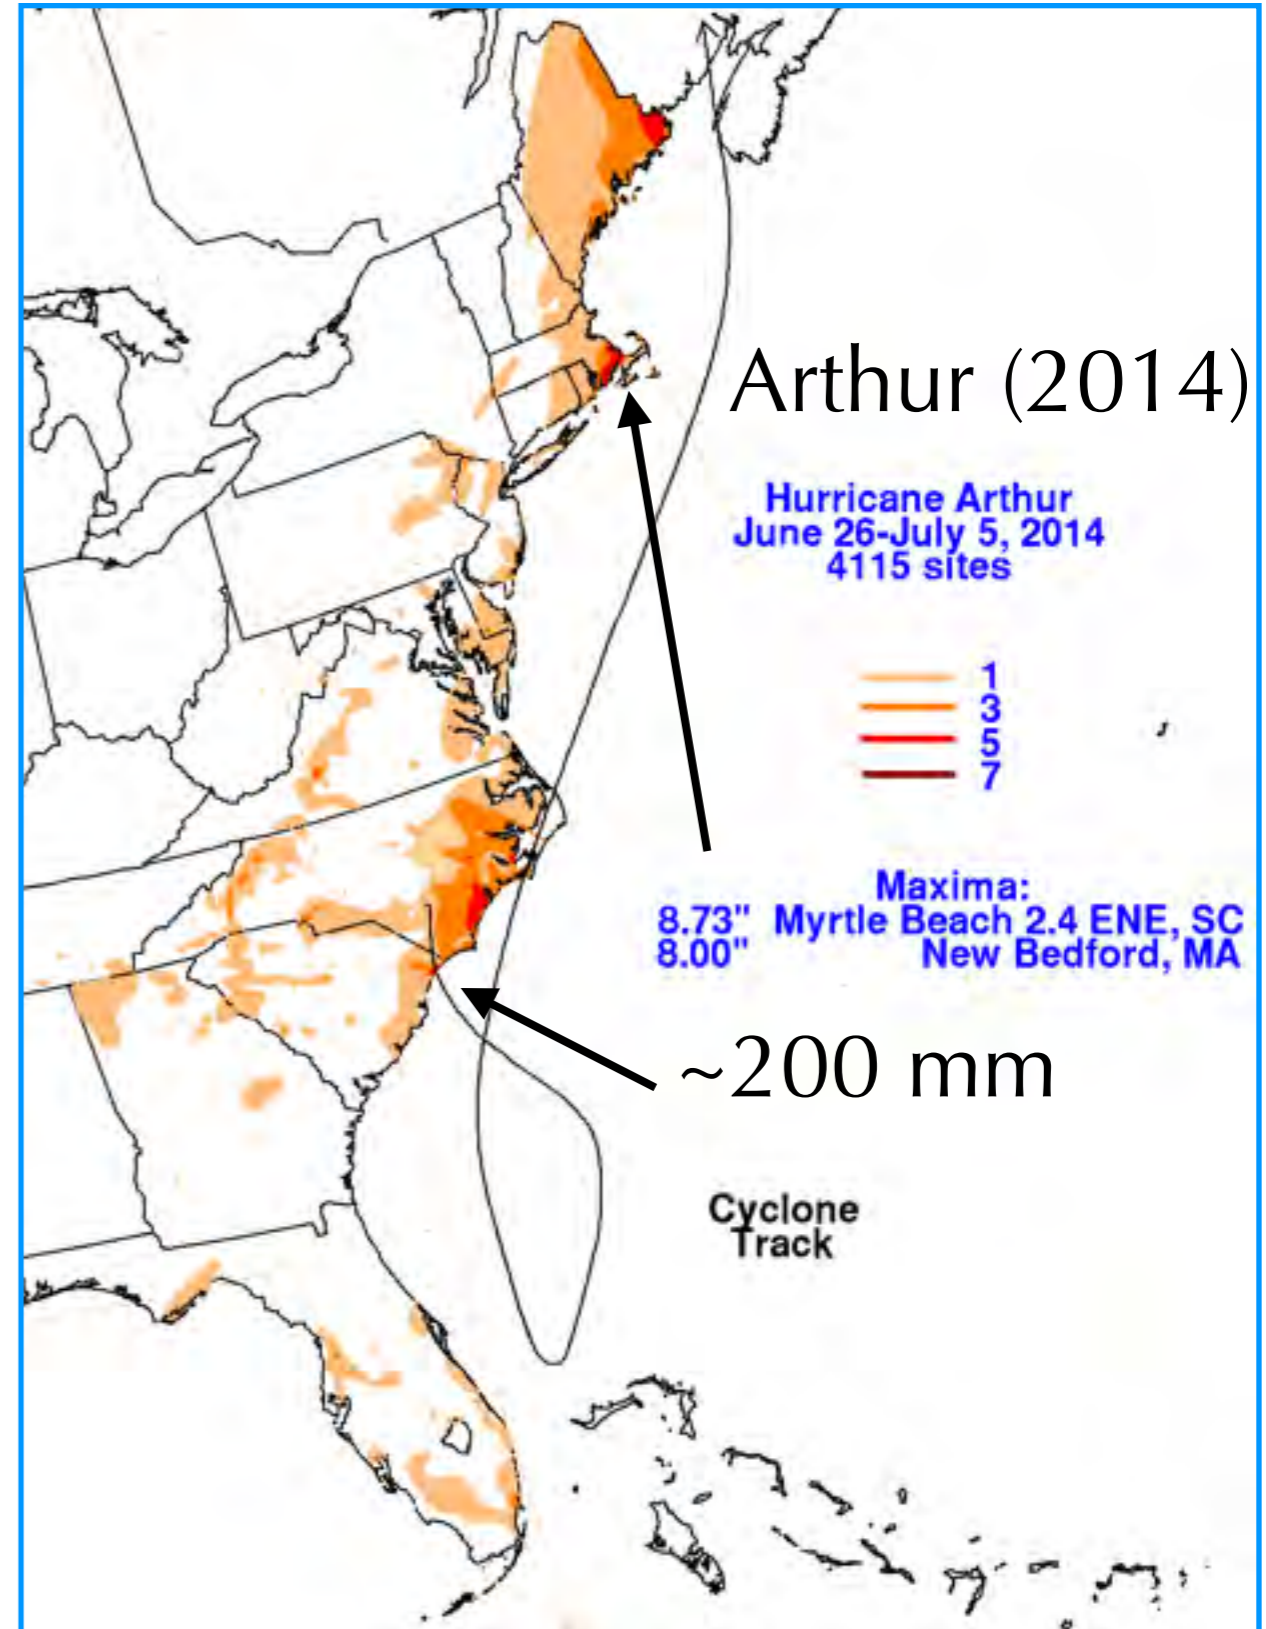 Arthur (2014)
Hurricane Arthur
June 26-July 5, 2014
4115 sites
1
3
5
7
Maxima:
8.73" Myrtle Beach 2.4 ENE, SC
8.00" New Bedford, MA
~200 mm
Cyclone
Track